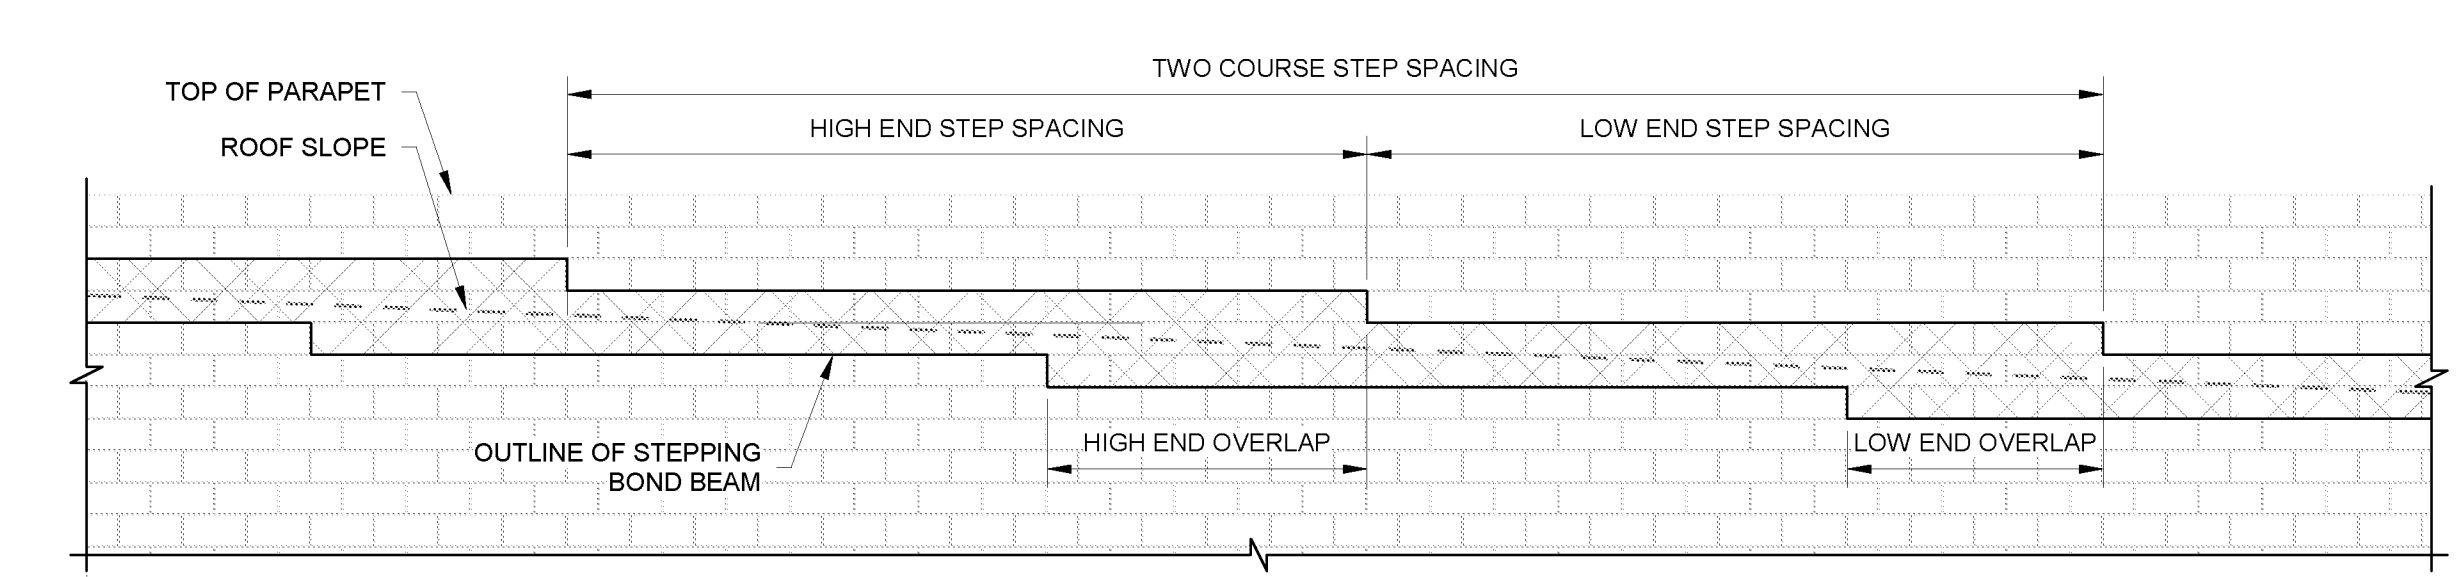 TWO COURSE STEP SPACING
TOP OF PARAPET
HIGH END STEP SPACING
LOW END STEP SPACING
ROOF SLOPE
HIGH END OVERLAP
LOW END OVERLAP
OUTLINE OF STEPPING
BOND BEAM